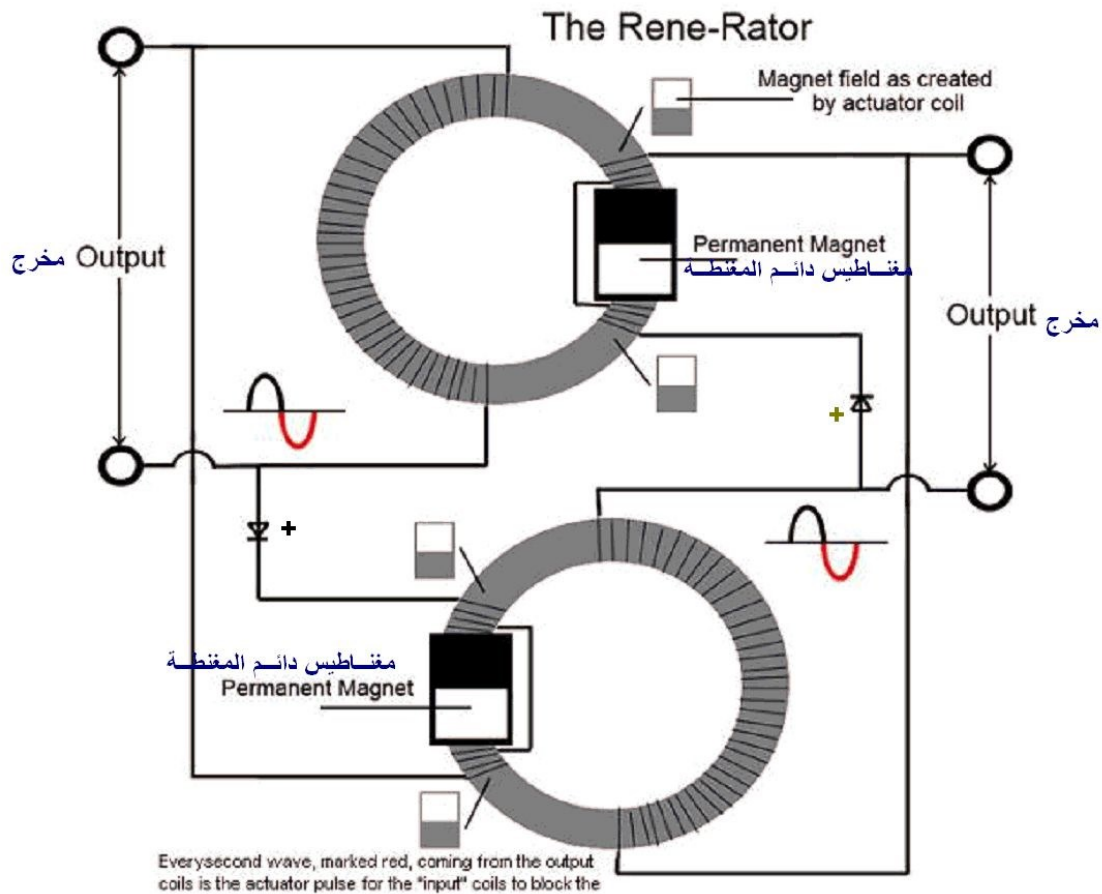 The Rene-Rator
Magnet field as created
by actuator coil
مخرج Output
Permanent Magnet
مغنــاطيس دائــم المغنطــة
Output مخرج
+
+
مغنــاطيس دائــم المغنطــة
Permanent Magnet
Everysecond wave, marked red, coming from the output
coils is the actuator pulse for the "input" coils to block the